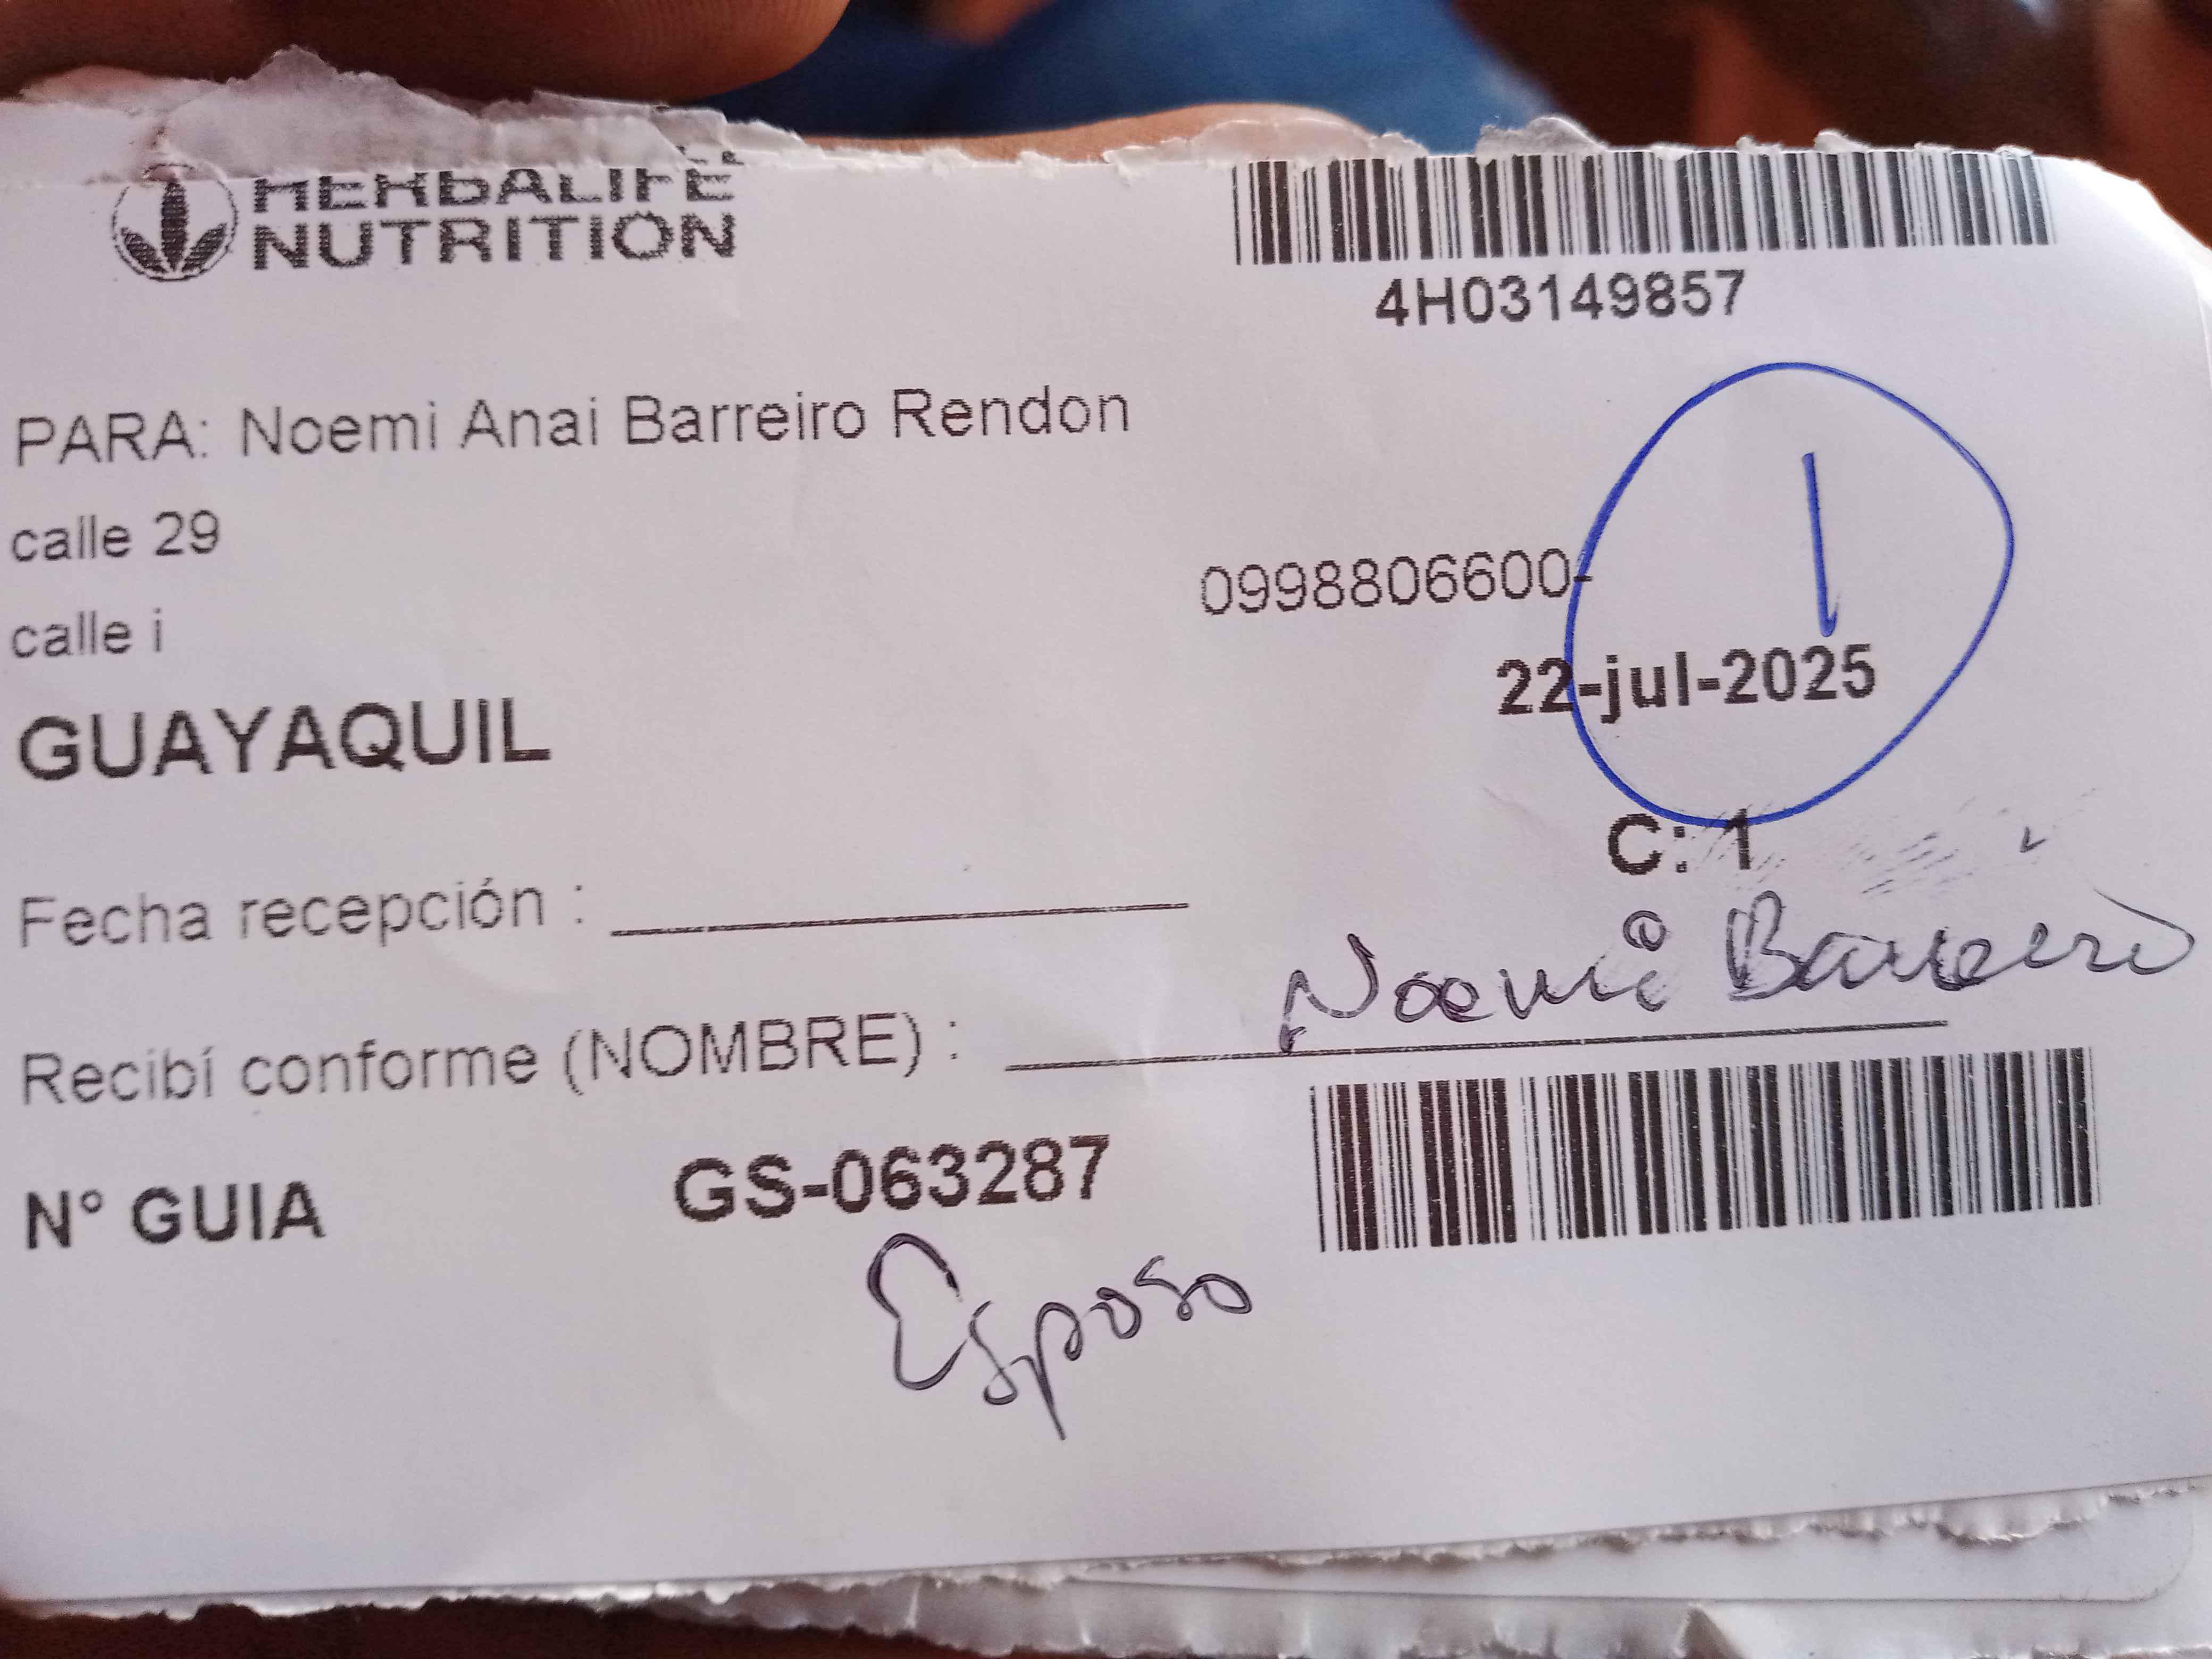 HERBALIFE
NUTRITION
4H03149857
PARA: Noemi Anai Barreiro Rendon
calle 29
0998806600-
1
calle i
22-jul-2025
GUAYAQUIL
C: 1
Fecha recepción :
Noemi Barreiro
Recibí conforme (NOMBRE) :
N° GUIA GS-063287
Esposo